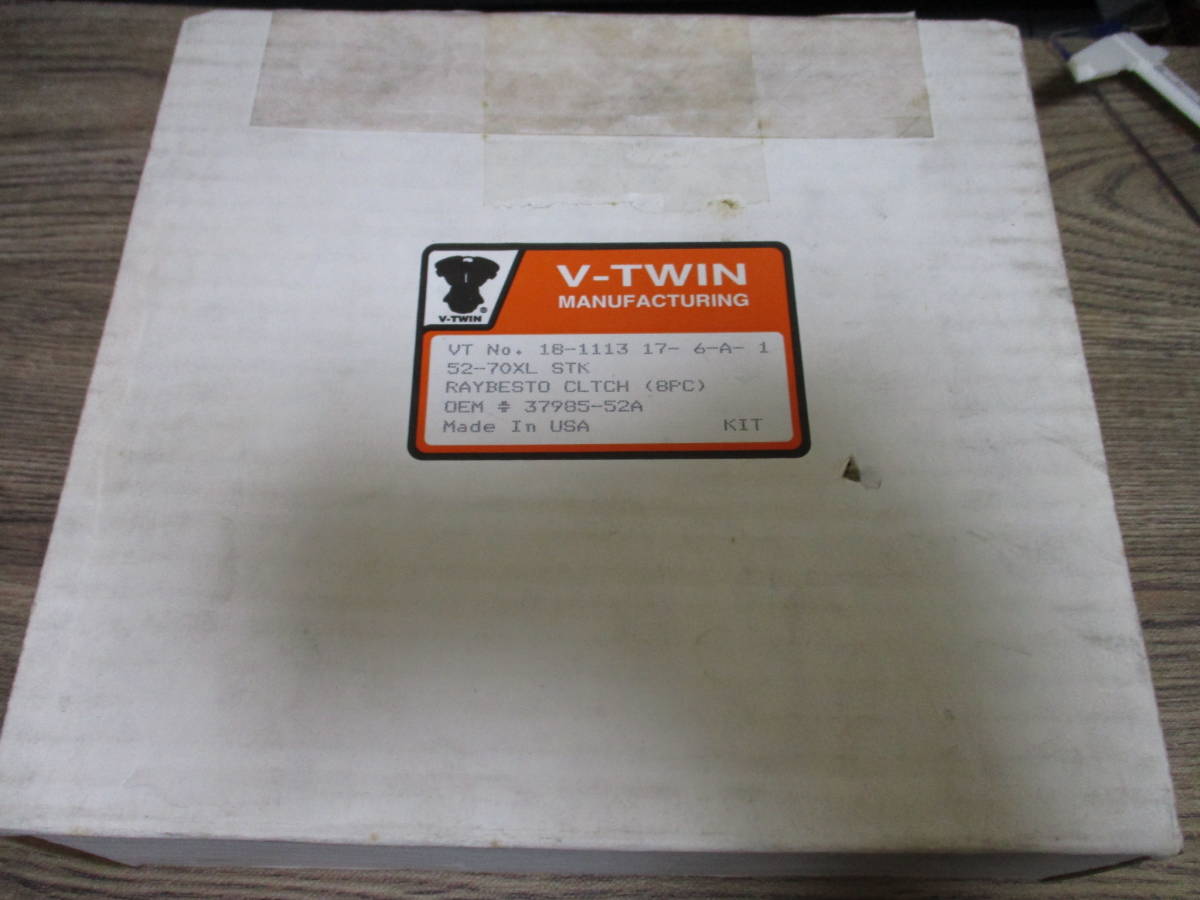 V-TWIN
MANUFACTURING
®
V-TWIN
VT No. 18-1113 17- 6-A- 1
52-70XL STK
RAYBESTO CLTCH (8PC)
OEM # 37985-52A
Made In USA KIT